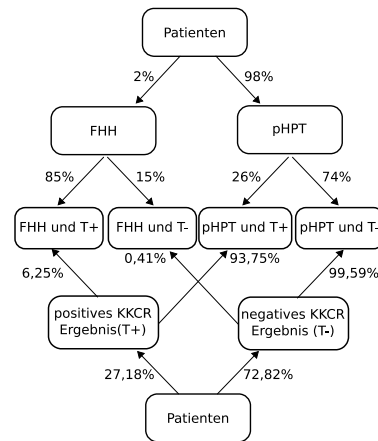 Patienten
2% 98%
FHH pHPT
85% 15% 26% 74%
FHH und T+ FHH und T- pHPT und T+ pHPT und T-
6,25% 0,41% 93,75% 99,59%
positives KKCR negatives KKCR
Ergebnis(T+) Ergebnis (T-)
27,18% 72,82%
Patienten